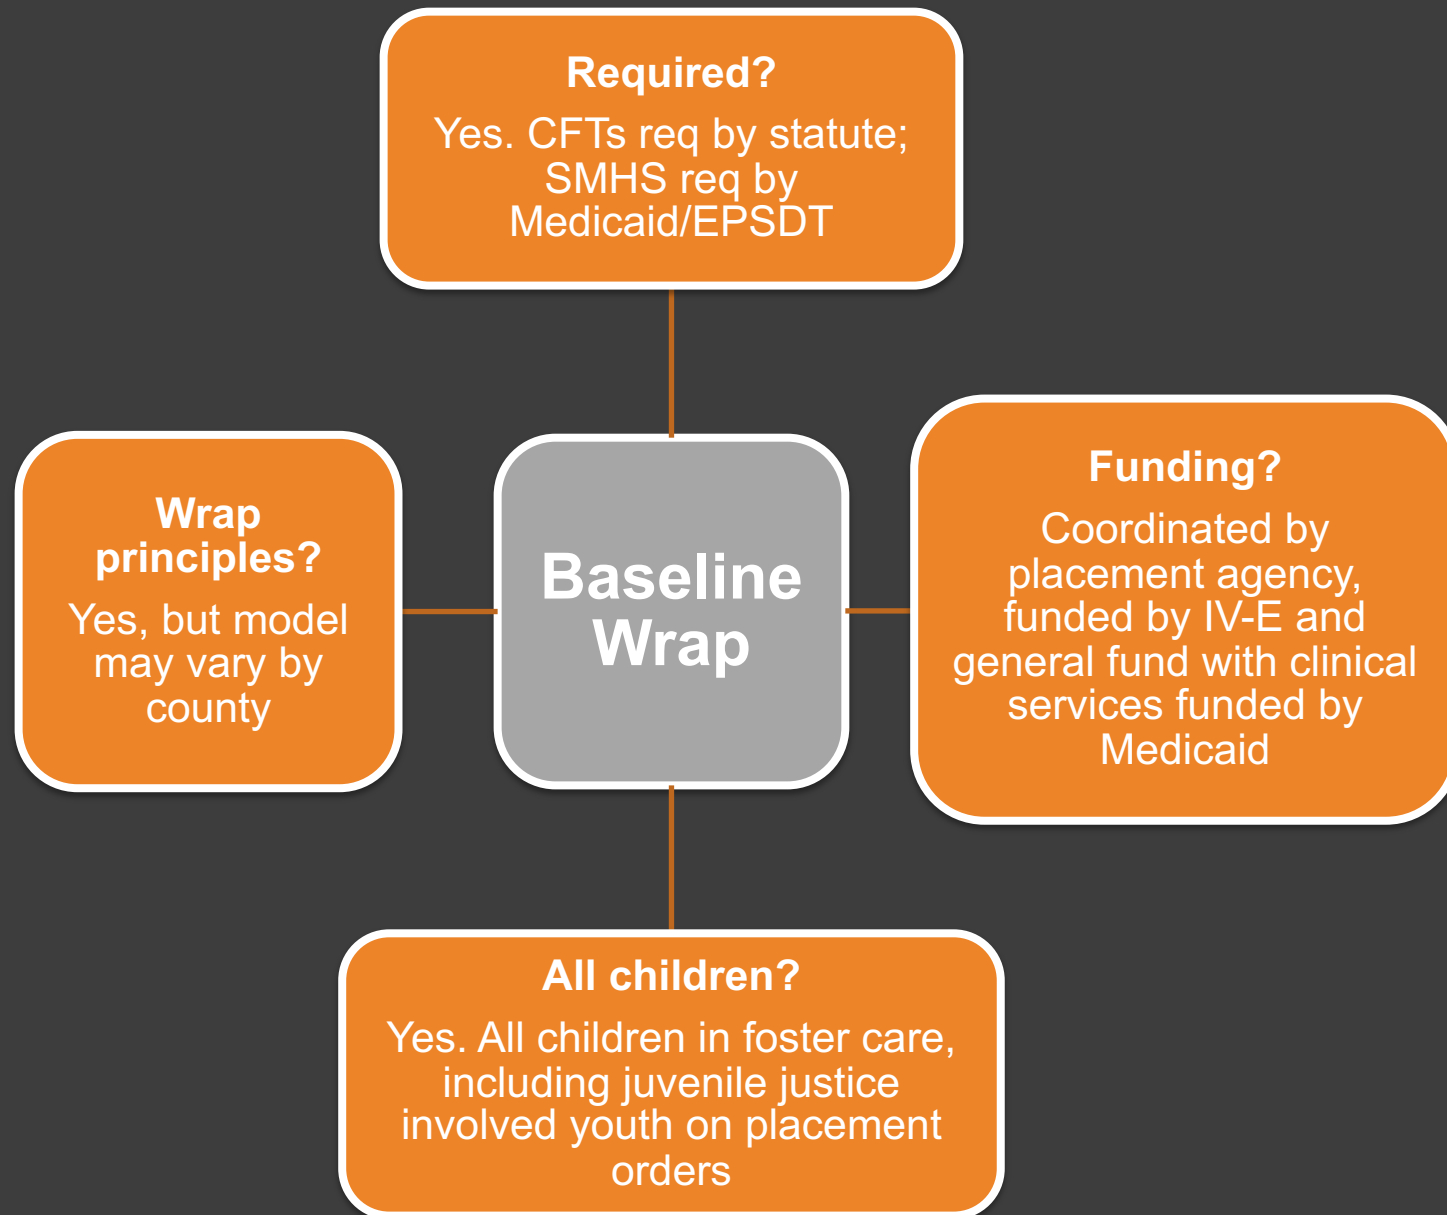 Required?
Yes. CFTs req by statute;
SMHS req by
Medicaid/EPSDT
Wrap
principles?
Yes, but model
may vary by
county
Baseline
Wrap
Funding?
Coordinated by
placement agency,
funded by IV-E and
general fund with clinical
services funded by
Medicaid
All children?
Yes. All children in foster care,
including juvenile justice
involved youth on placement
orders